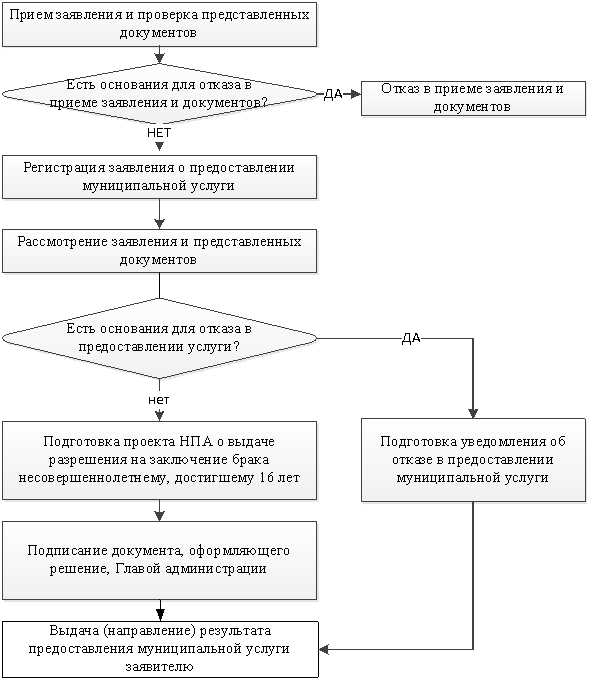 Прием заявления и проверка представленных
документов
Есть основания для отказа в
приеме заявления и документов?
ДА
Отказ в приеме заявления и
документов
НЕТ
Регистрация заявления о предоставлении
муниципальной услуги
Рассмотрение заявления и представленных
документов
Есть основания для отказа в
предоставлении услуги?
ДА
нет
Подготовка проекта НПА о выдаче
разрешения на заключение брака
несовершеннолетнему, достигшему 16 лет
Подготовка уведомления об
отказе в предоставлении
муниципальной услуги
Подписание документа, оформляющего
решение, Главой администрации
Выдача (направление) результата
предоставления муниципальной услуги
заявителю